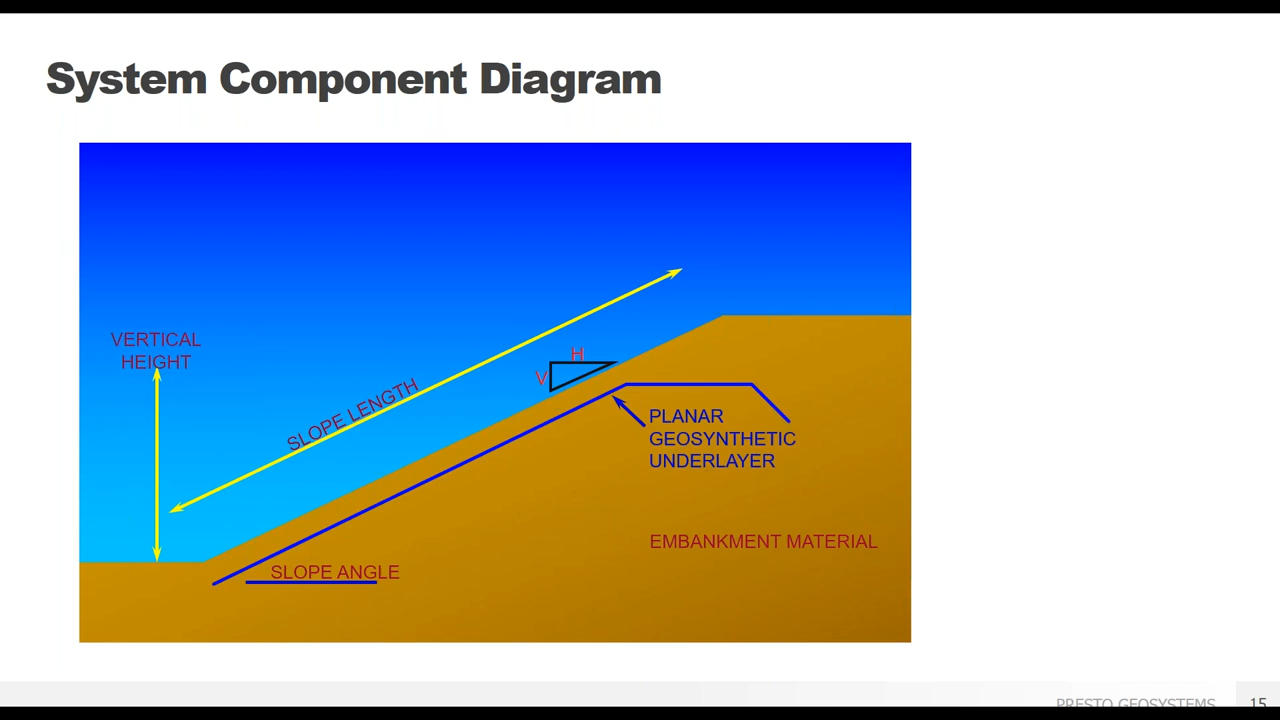 System Component Diagram
VERTICAL
HEIGHT
SLOPE LENGTH
H
V
PLANAR
GEOSYNTHETIC
UNDERLAYER
EMBANKMENT MATERIAL
SLOPE ANGLE
PRESTO GEOSYSTEMS
15